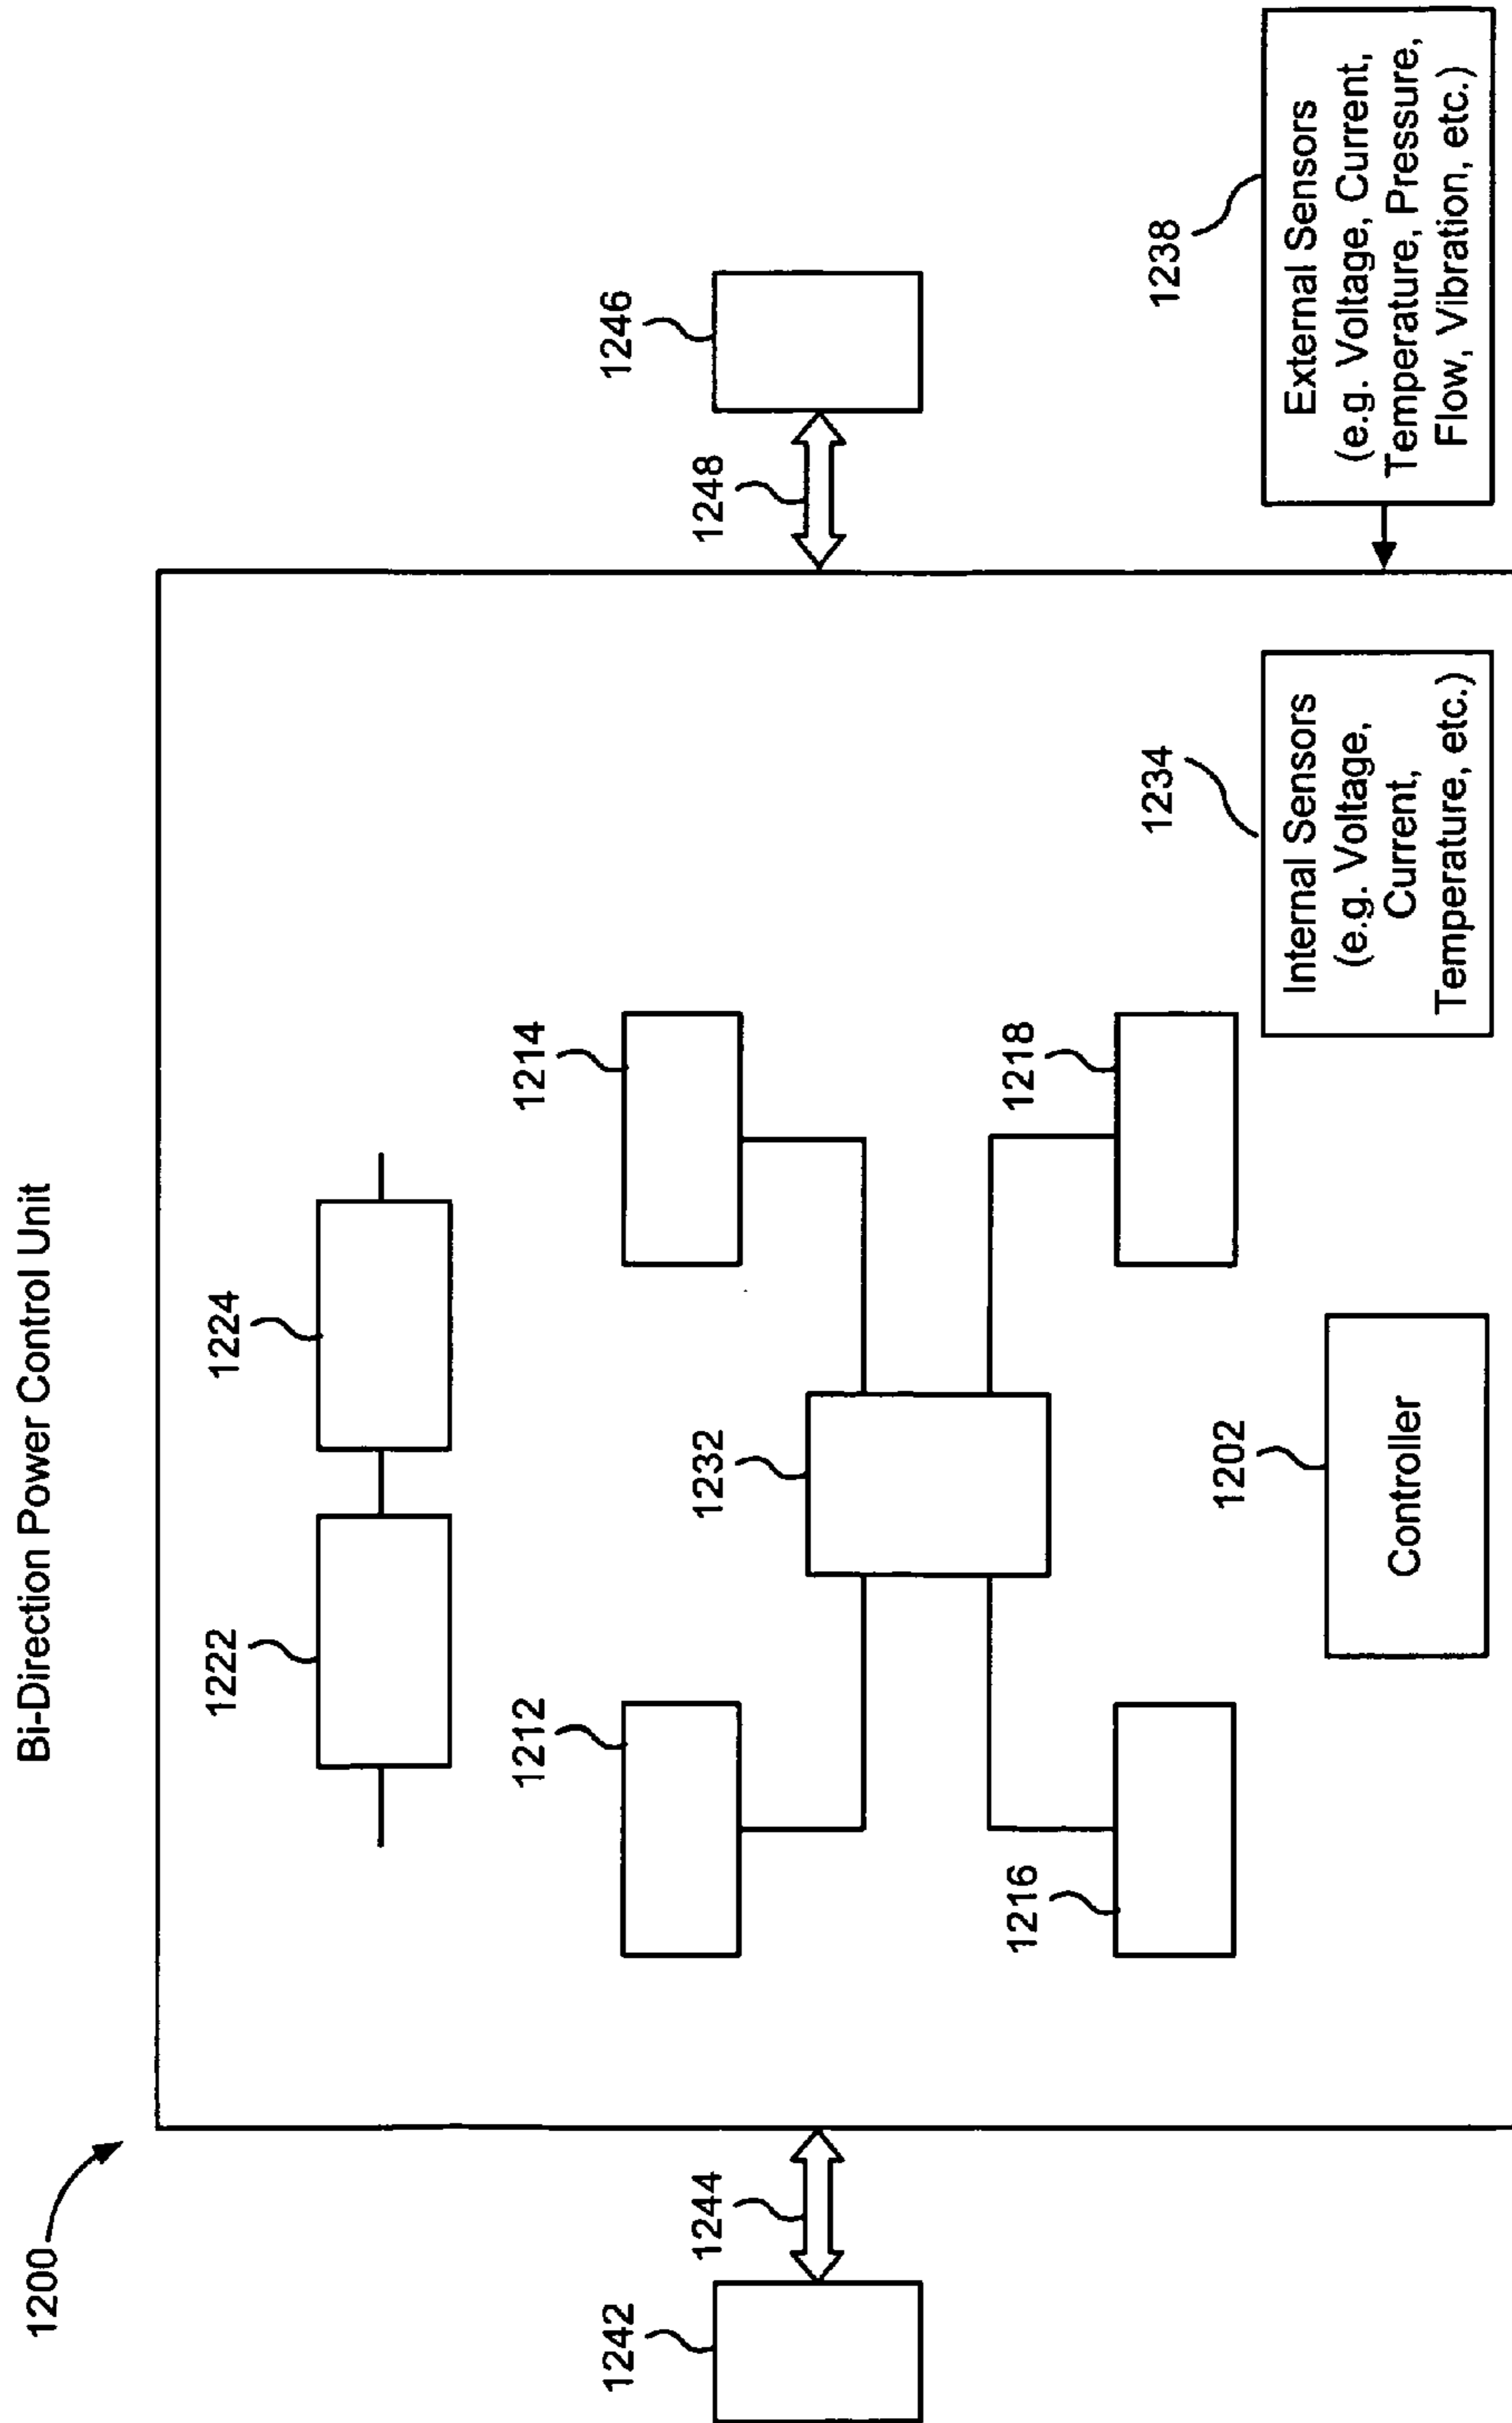 Bi-Direction Power Control Unit
1200
1222
1224
1212
1214
1242
1244
1232
1248
1246
1216
1218
1202
Controller
1234
Internal Sensors
(e.g. Voltage,
Current,
Temperature, etc.)
1238
External Sensors
(e.g. Voltage, Current,
Temperature, Pressure,
Flow, Vibration, etc.)